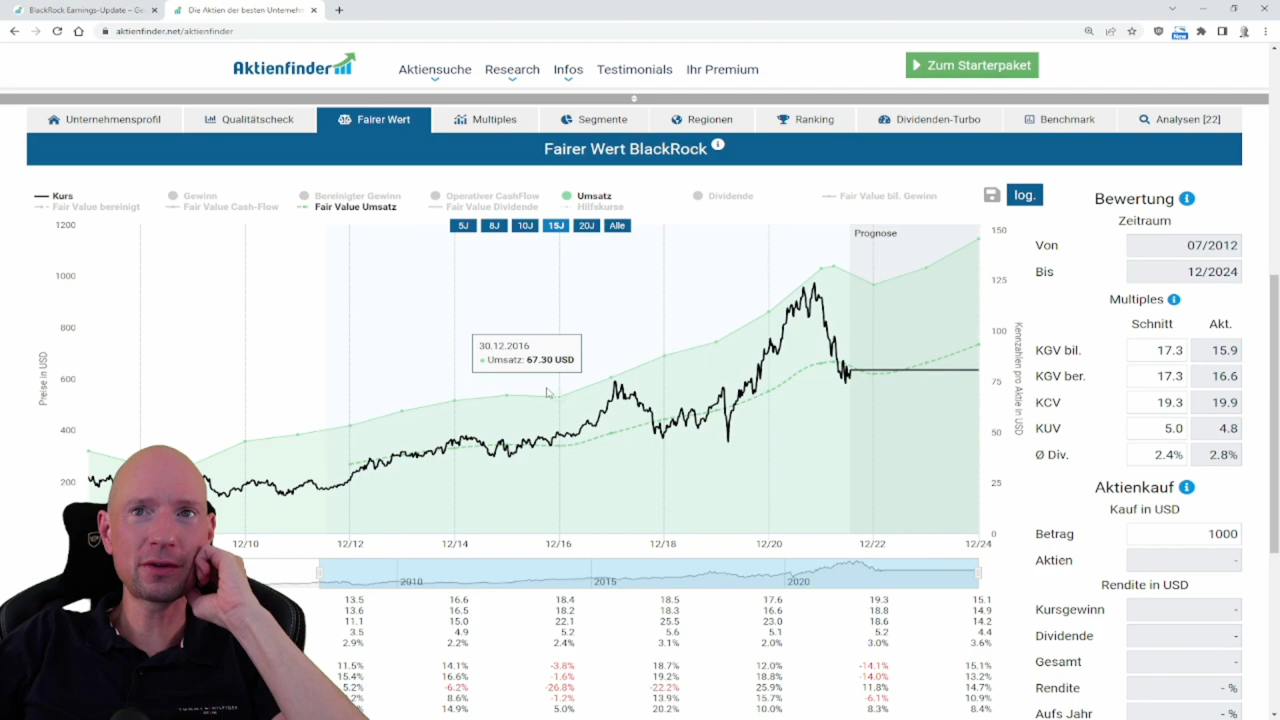 BlackRock Earnings-Update – Ge
Die Aktien der besten Unternehm
aktienfinder.net/aktienfinder
New
Aktienfinder
Aktiensuche Research Infos Testimonials Ihr Premium
Zum Starterpaket
Unternehmensprofil Qualitätscheck Fairer Wert Multiples Segmente Regionen Ranking Dividenden-Turbo Benchmark Analysen [22]
Fairer Wert BlackRock
Kurs Gewinn Bereinigter Gewinn Operativer CashFlow Umsatz Dividende Fair Value bil. Gewinn
Fair Value bereinigt Fair Value Cash-Flow Fair Value Dividende Fair Value Umsatz Hilfskurse
log.
5J 8J 10J 15J 20J Alle
Prognose
1200
1000
800
600
400
200
Preise in USD
150
125
100
75
50
25
0
Kennzahlen pro Aktie in USD
30.12.2016
Umsatz: 67.30 USD
12/10 12/12 12/14 12/16 12/18 12/20 12/22 12/24
2010 2015 2020
13.5 16.6 18.4 18.5 17.6 19.3 15.1
13.6 16.5 18.2 18.3 16.6 18.8 14.9
11.1 15.0 22.1 25.5 23.0 18.6 14.2
3.5 4.9 5.2 5.6 5.1 5.2 4.4
2.9% 2.2% 2.4% 3.1% 2.0% 3.0% 3.6%
11.5% 14.1% -3.8% 18.7% 12.0% -14.1% 15.1%
15.4% 16.6% -1.6% 19.2% 18.8% -14.0% 13.2%
5.2% -6.2% -26.8% -22.2% 25.9% 11.8% 14.7%
8.6% -1.2% 13.9% 15.7% -6.1% 10.9%
14.9% 5.0% 20.2% 10.0% 8.3% 8.4%
Bewertung
Zeitraum
Von 07/2012
Bis 12/2024
Multiples
Schnitt Akt.
KGV bil. 17.3 15.9
KGV ber. 17.3 16.6
KCV 19.3 19.9
KUV 5.0 4.8
Ø Div. 2.4% 2.8%
Aktienkauf
Kauf in USD
Betrag 1000
Aktien -
Rendite in USD
Kursgewinn -
Dividende -
Gesamt -
Rendite - %
Aufs Jahr - %